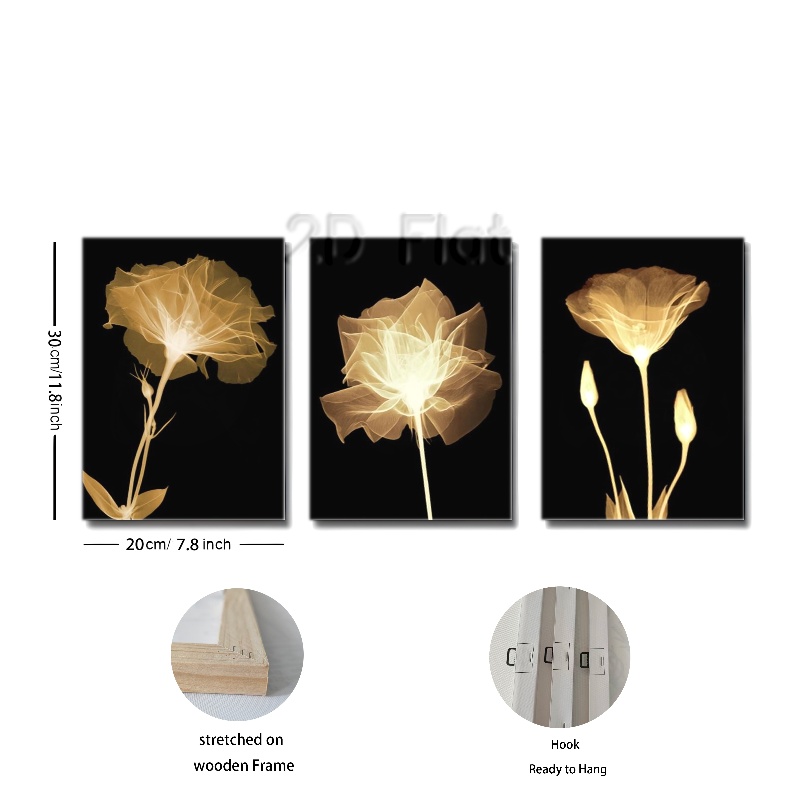 2D Flat
30cm/11.8inch
20cm/ 7.8 inch
stretched on
wooden Frame
Hook
Ready to Hang